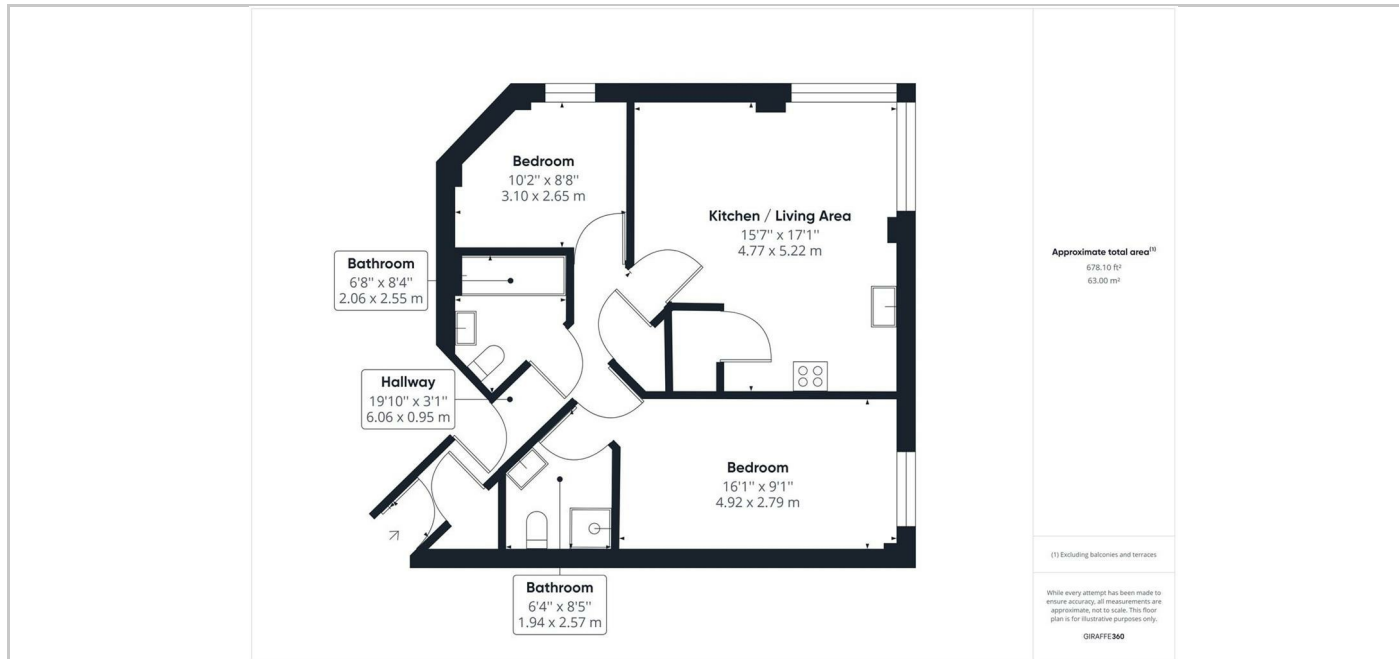 Bedroom
10'2" x 8'8"
3.10 x 2.65 m
Kitchen / Living Area
15'7" x 17'1"
4.77 x 5.22 m
Bathroom
6'8" x 8'4"
2.06 x 2.55 m
Hallway
19'10" x 3'1"
6.06 x 0.95 m
Bedroom
16'1" x 9'1"
4.92 x 2.79 m
Bathroom
6'4" x 8'5"
1.94 x 2.57 m
Approximate total area(1)
678.10 ft²
63.00 m²
(1) Excluding balconies and terraces
While every attempt has been made to
ensure accuracy, all measurements are
approximate, not to scale. This floor
plan is for illustrative purposes only.
GIRAFFE360